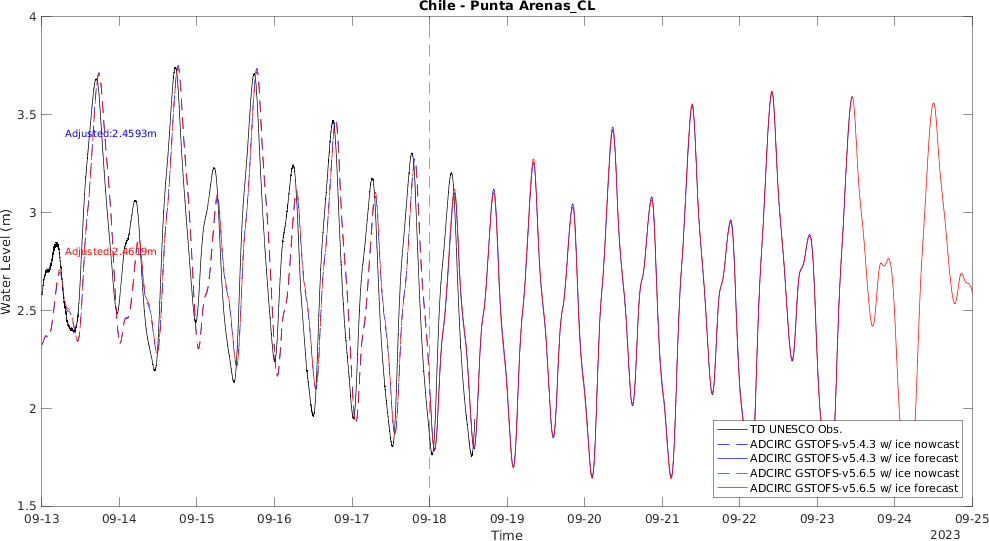 Chile - Punta Arenas_CL
4
3.5
3
2.5
2
1.5
Water Level (m)
Adjusted:2.4593m
Adjusted:2.4619m
TD UNESCO Obs.
ADCIRC GSTOFS-v5.4.3 w/ ice nowcast
ADCIRC GSTOFS-v5.4.3 w/ ice forecast
ADCIRC GSTOFS-v5.6.5 w/ ice nowcast
ADCIRC GSTOFS-v5.6.5 w/ ice forecast
09-13 09-14 09-15 09-16 09-17 09-18 09-19 09-20 09-21 09-22 09-23 09-24 09-25
Time
2023